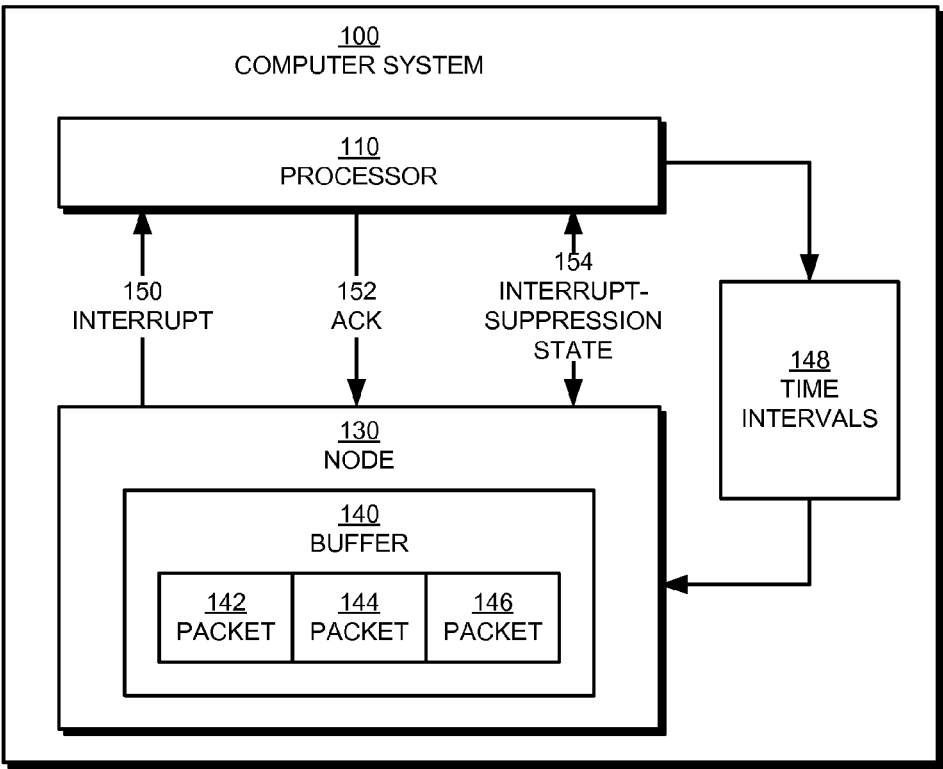 100
COMPUTER SYSTEM
110
PROCESSOR
150
INTERRUPT
152
ACK
154
INTERRUPT-
SUPPRESSION
STATE
148
TIME
INTERVALS
130
NODE
140
BUFFER
142
PACKET
144
PACKET
146
PACKET